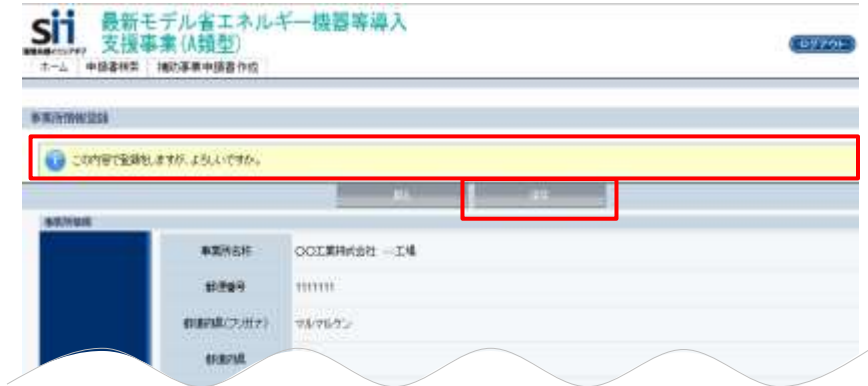 sii
最新モデル省エネルギー機器等導入
支援事業(A類型)
ログアウト
ホーム 申請書検索 補助事業申請書作成
事業所情報登録
この内容で登録をしますが、よろしいですか。
戻る
事業所情報
事業所名称 〇〇工業株式会社 ―工場
郵便番号 1111111
都道府県(フリガナ) マルマルケン
都道府県